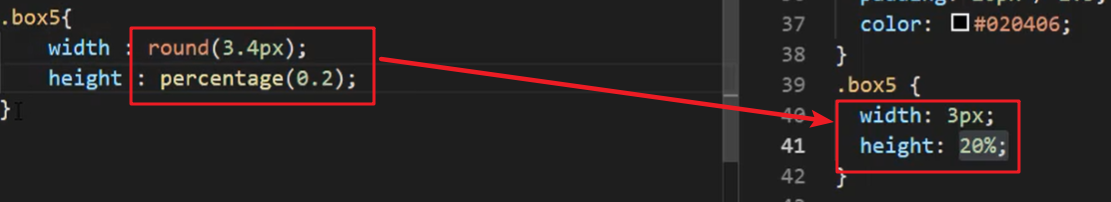 .box5{
width : round(3.4px);
height : percentage(0.2);
}
37 color: #020406;
38 }
39 .box5 {
40 width: 3px;
41 height: 20%;
42 }